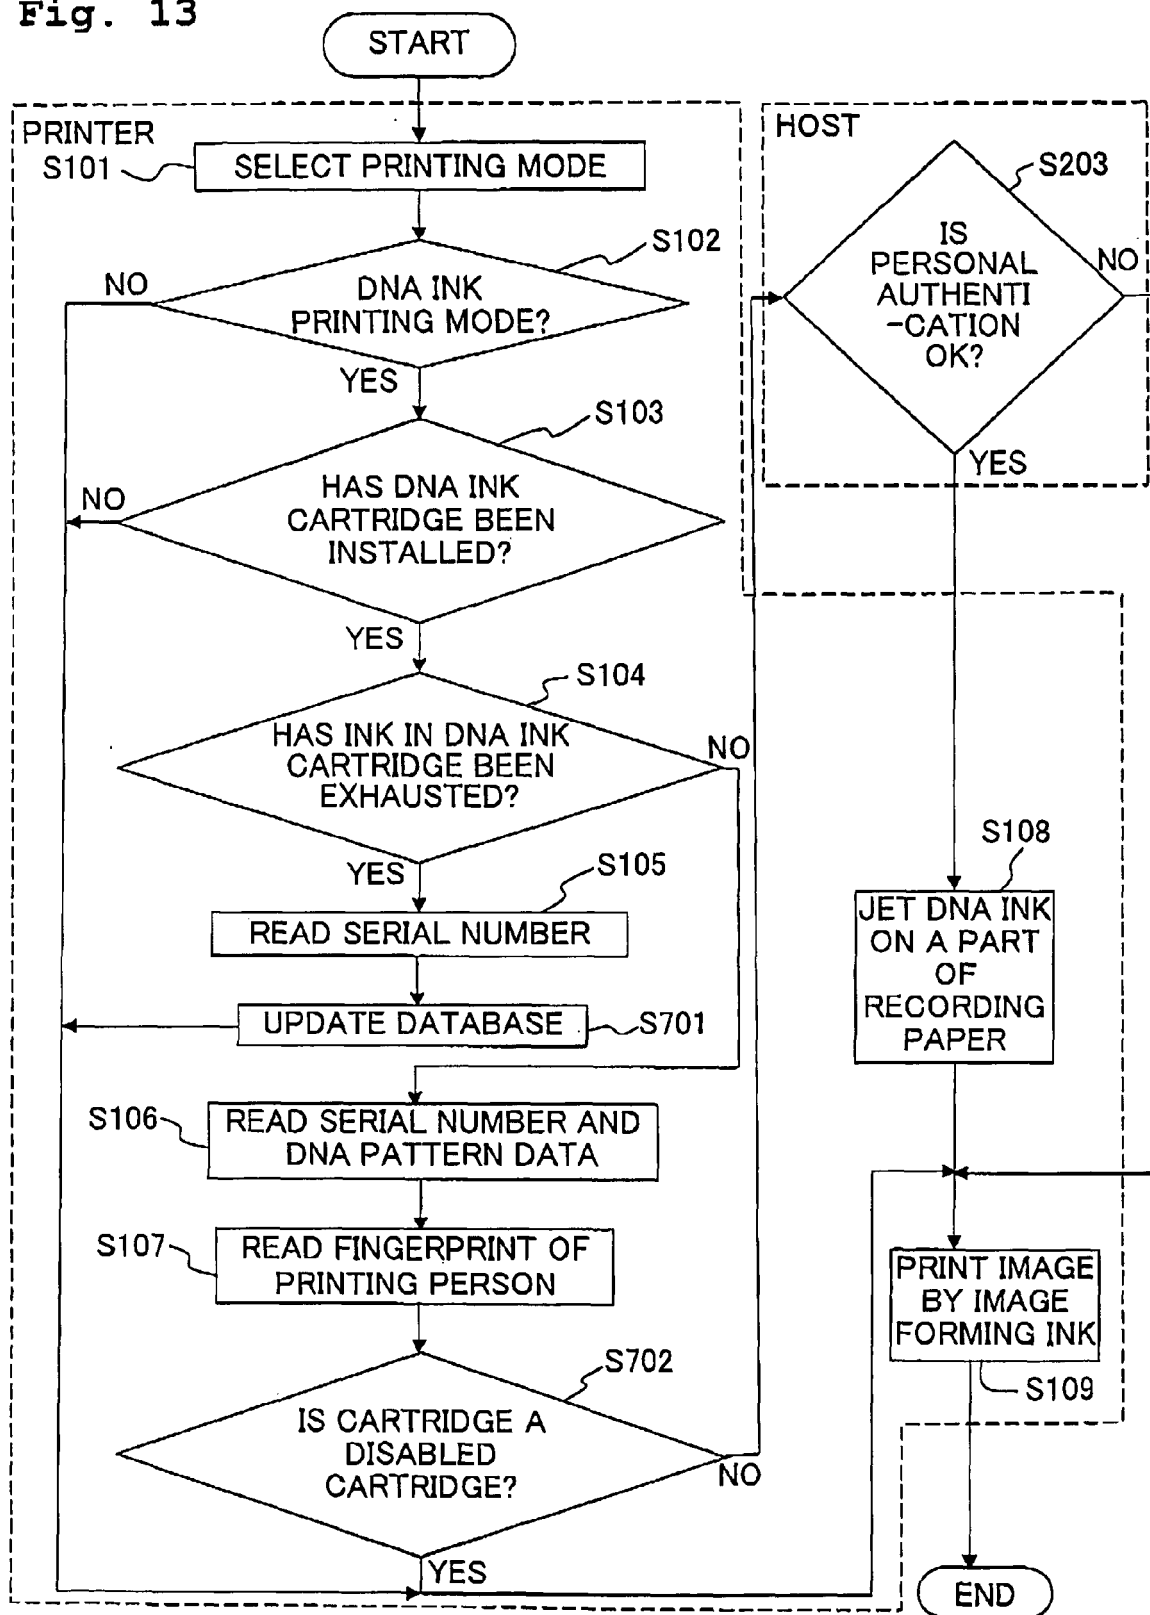 Fig. 13
START
PRINTER
S101
SELECT PRINTING MODE
S102
NO
DNA INK
PRINTING MODE?
YES
S103
NO
HAS DNA INK
CARTRIDGE BEEN
INSTALLED?
YES
S104
HAS INK IN DNA INK
CARTRIDGE BEEN
EXHAUSTED?
NO
YES
S105
READ SERIAL NUMBER
UPDATE DATABASE
S701
S106
READ SERIAL NUMBER AND
DNA PATTERN DATA
S107
READ FINGERPRINT OF
PRINTING PERSON
S702
IS CARTRIDGE A
DISABLED
CARTRIDGE?
NO
YES
HOST
S203
IS
PERSONAL
AUTHENTI
-CATION
OK?
NO
YES
S108
JET DNA INK
ON A PART
OF
RECORDING
PAPER
PRINT IMAGE
BY IMAGE
FORMING INK
S109
END